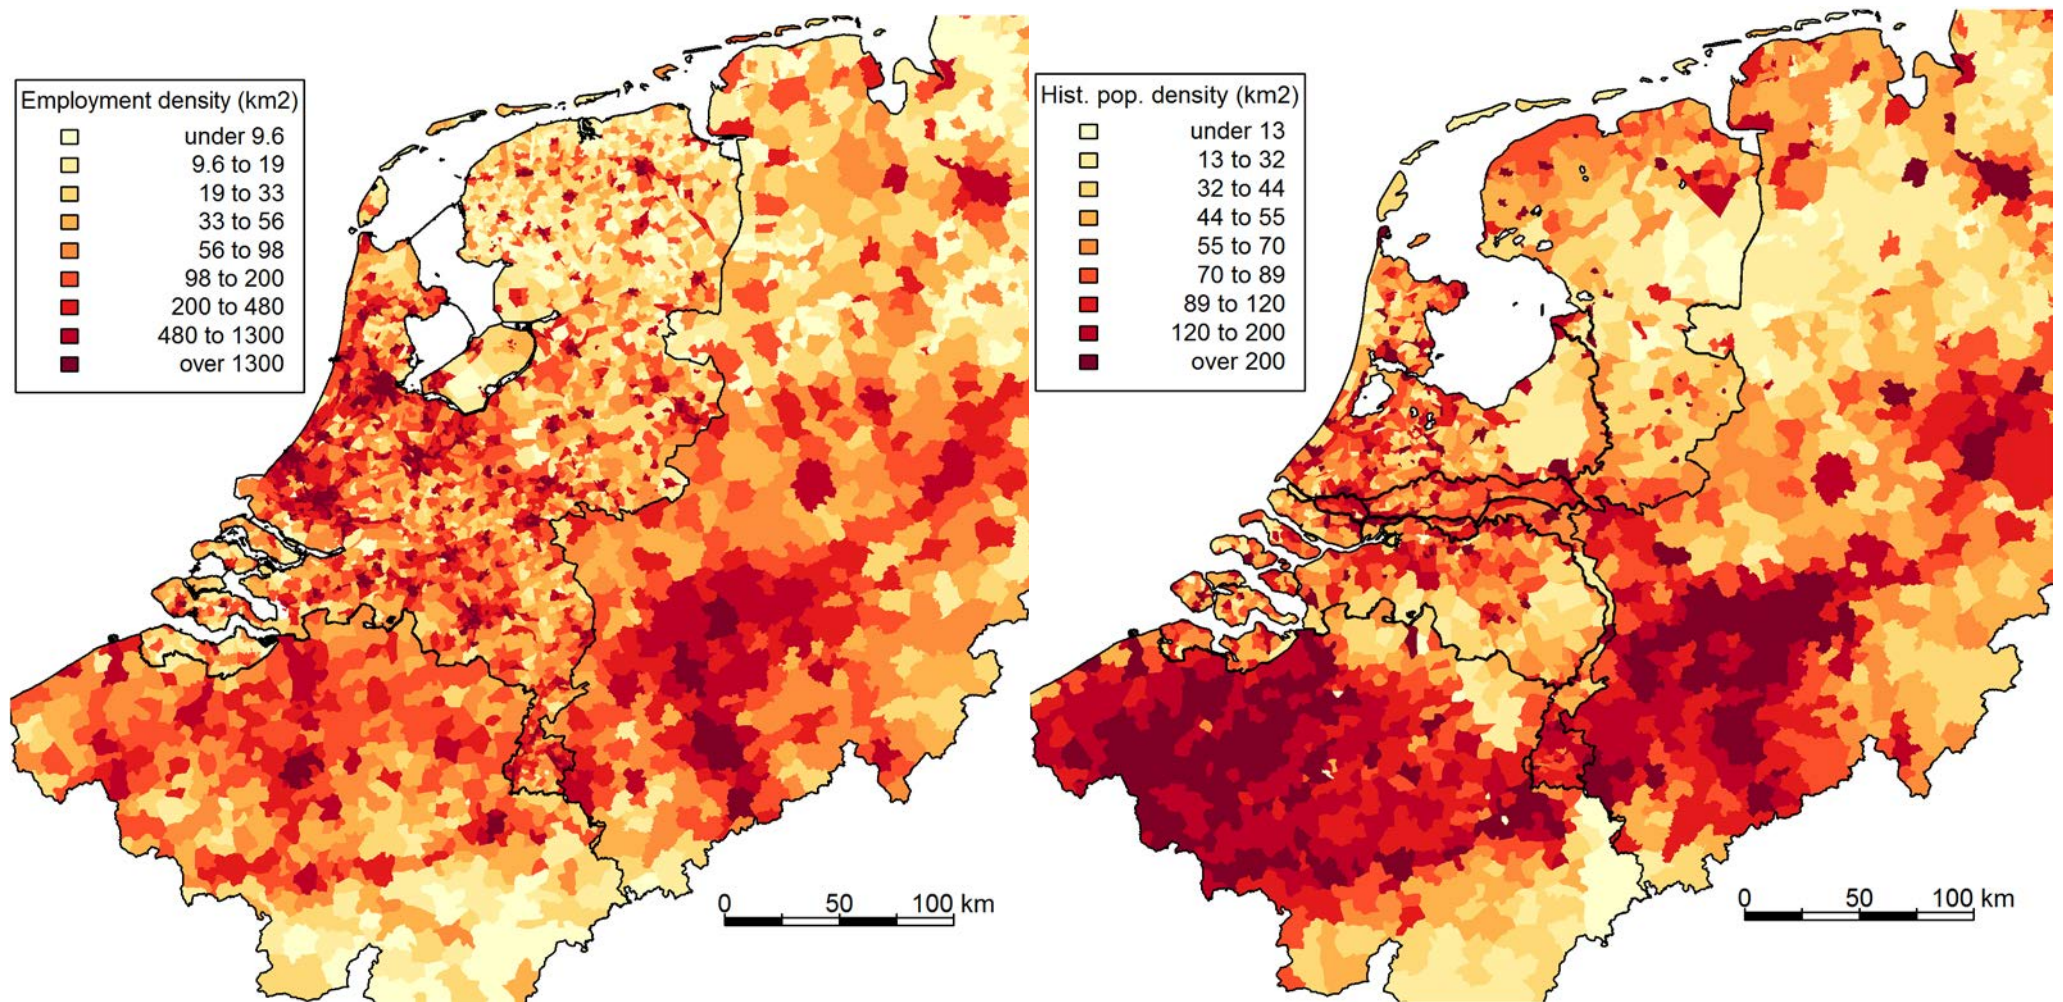 Employment density (km2)
under 9.6
9.6 to 19
19 to 33
33 to 56
56 to 98
98 to 200
200 to 480
480 to 1300
over 1300
0 50 100 km
Hist. pop. density (km2)
under 13
13 to 32
32 to 44
44 to 55
55 to 70
70 to 89
89 to 120
120 to 200
over 200
0 50 100 km